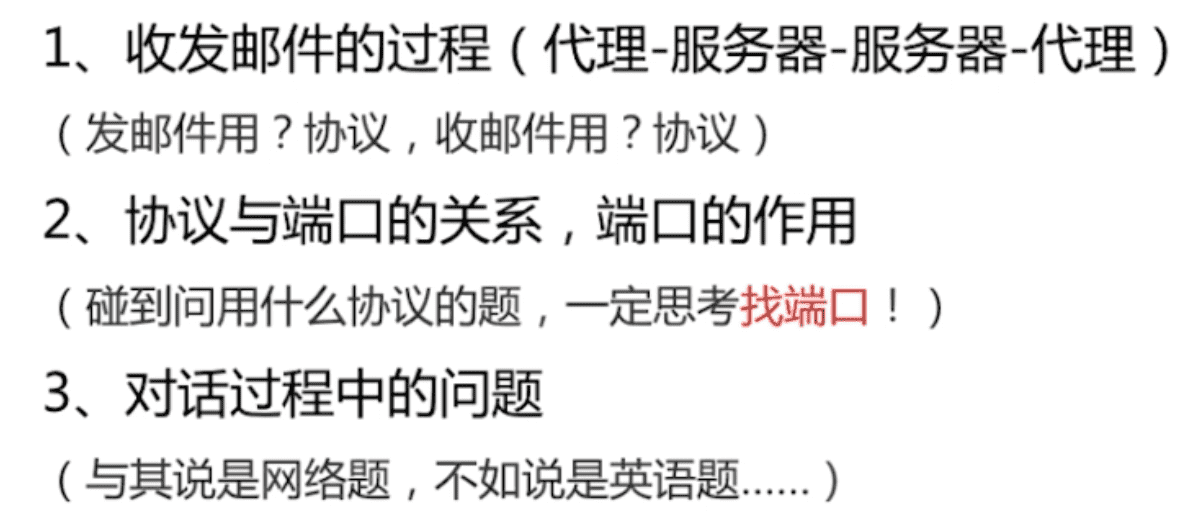 1、收发邮件的过程（代理-服务器-服务器-代理）
（发邮件用？协议，收邮件用？协议）
2、协议与端口的关系，端口的作用
（碰到问用什么协议的题，一定思考找端口！）
3、对话过程中的问题
（与其说是网络题，不如说是英语题……）